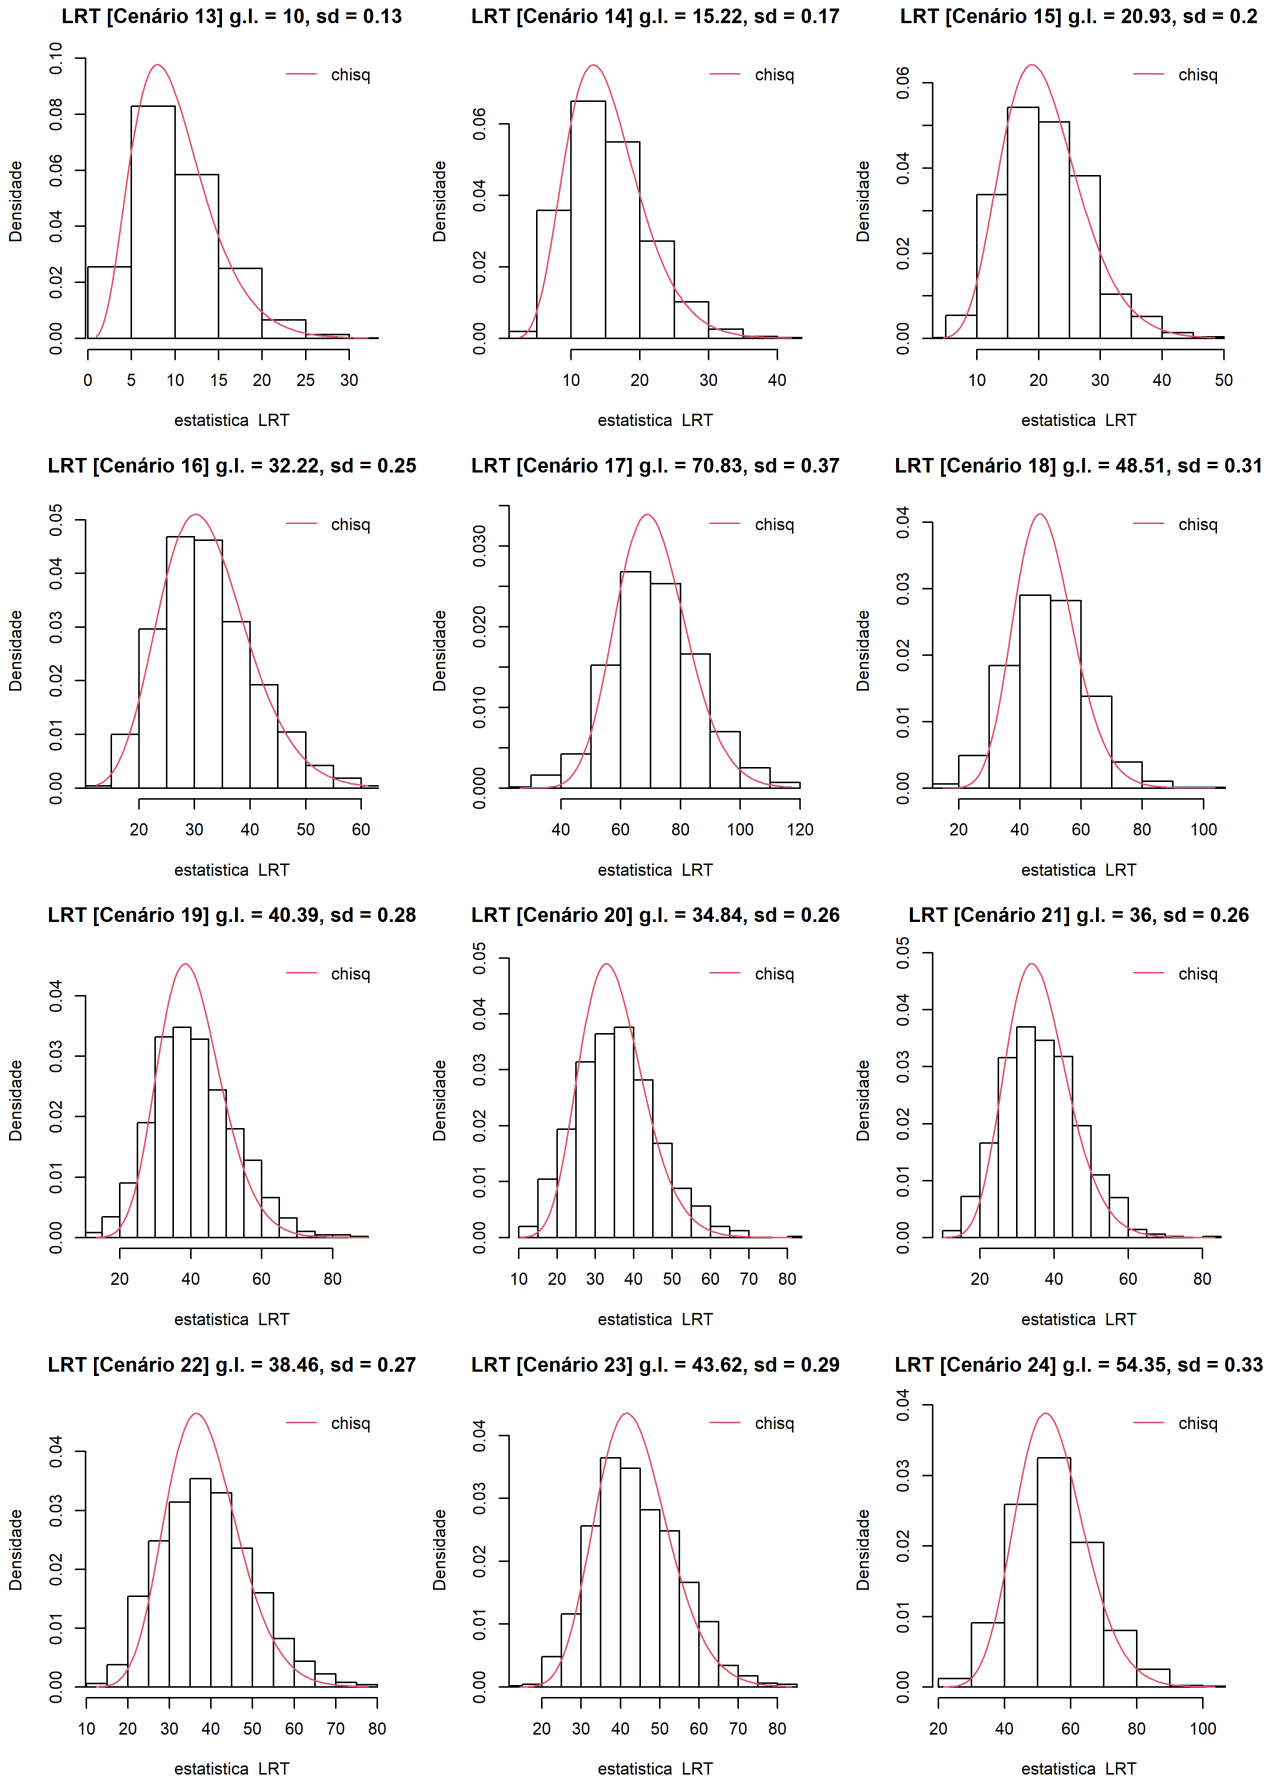 LRT [Cenário 13] g.l. = 10, sd = 0.13
chisq
Densidade
0.00 0.02 0.04 0.06 0.08 0.10
0 5 10 15 20 25 30
estatistica LRT
LRT [Cenário 14] g.l. = 15.22, sd = 0.17
chisq
Densidade
0.00 0.02 0.04 0.06
10 20 30 40
estatistica LRT
LRT [Cenário 15] g.l. = 20.93, sd = 0.2
chisq
Densidade
0.00 0.02 0.04 0.06
10 20 30 40 50
estatistica LRT
LRT [Cenário 16] g.l. = 32.22, sd = 0.25
chisq
Densidade
0.00 0.01 0.02 0.03 0.04 0.05
20 30 40 50 60
estatistica LRT
LRT [Cenário 17] g.l. = 70.83, sd = 0.37
chisq
Densidade
0.000 0.010 0.020 0.030
40 60 80 100 120
estatistica LRT
LRT [Cenário 18] g.l. = 48.51, sd = 0.31
chisq
Densidade
0.00 0.01 0.02 0.03 0.04
20 40 60 80 100
estatistica LRT
LRT [Cenário 19] g.l. = 40.39, sd = 0.28
chisq
Densidade
0.00 0.01 0.02 0.03 0.04
20 40 60 80
estatistica LRT
LRT [Cenário 20] g.l. = 34.84, sd = 0.26
chisq
Densidade
0.00 0.01 0.02 0.03 0.04 0.05
10 20 30 40 50 60 70 80
estatistica LRT
LRT [Cenário 21] g.l. = 36, sd = 0.26
chisq
Densidade
0.00 0.01 0.02 0.03 0.04 0.05
20 40 60 80
estatistica LRT
LRT [Cenário 22] g.l. = 38.46, sd = 0.27
chisq
Densidade
0.00 0.01 0.02 0.03 0.04
10 20 30 40 50 60 70 80
estatistica LRT
LRT [Cenário 23] g.l. = 43.62, sd = 0.29
chisq
Densidade
0.00 0.01 0.02 0.03 0.04
20 30 40 50 60 70 80
estatistica LRT
LRT [Cenário 24] g.l. = 54.35, sd = 0.33
chisq
Densidade
0.00 0.01 0.02 0.03 0.04
20 40 60 80 100
estatistica LRT